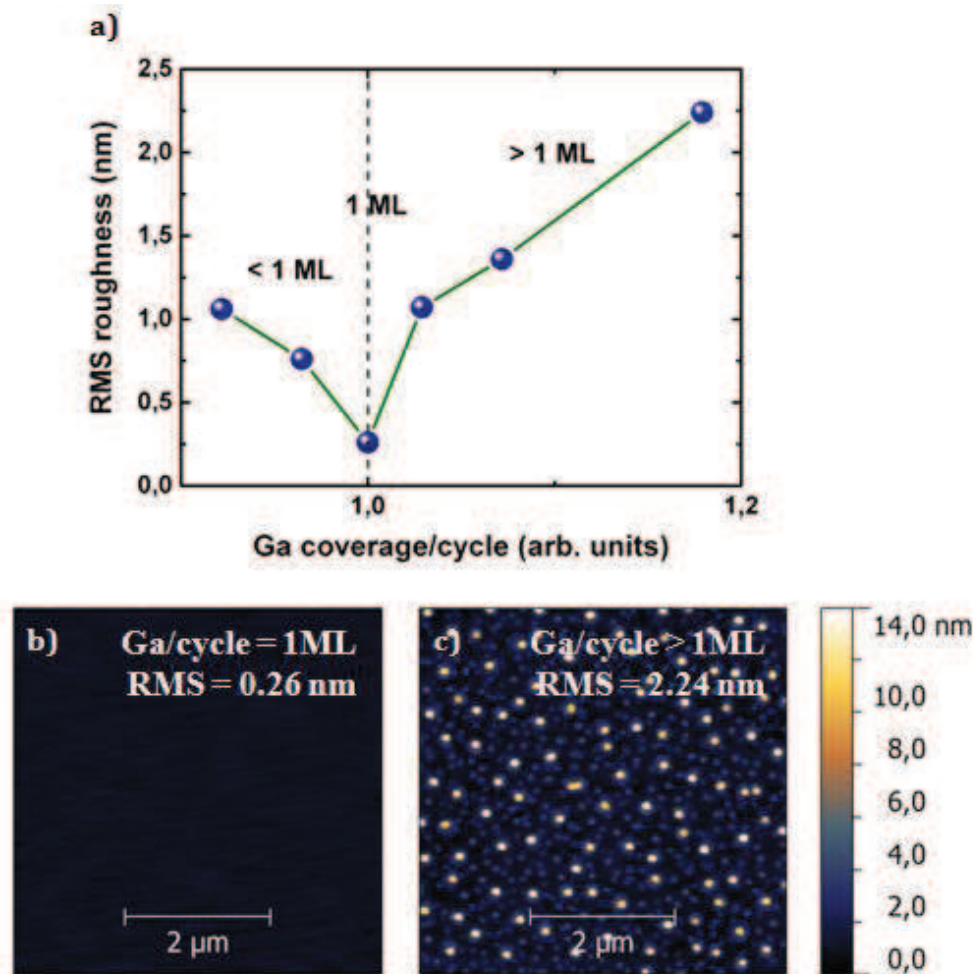 a)
2,5
2,0
1,5
1,0
0,5
0,0
RMS roughness (nm)
> 1 ML
1 ML
< 1 ML
1,0
1,2
Ga coverage/cycle (arb. units)
b)
Ga/cycle = 1ML
RMS = 0.26 nm
2 µm
c)
Ga/cycle > 1ML
RMS = 2.24 nm
2 µm
14,0 nm
10,0
8,0
6,0
4,0
2,0
0,0